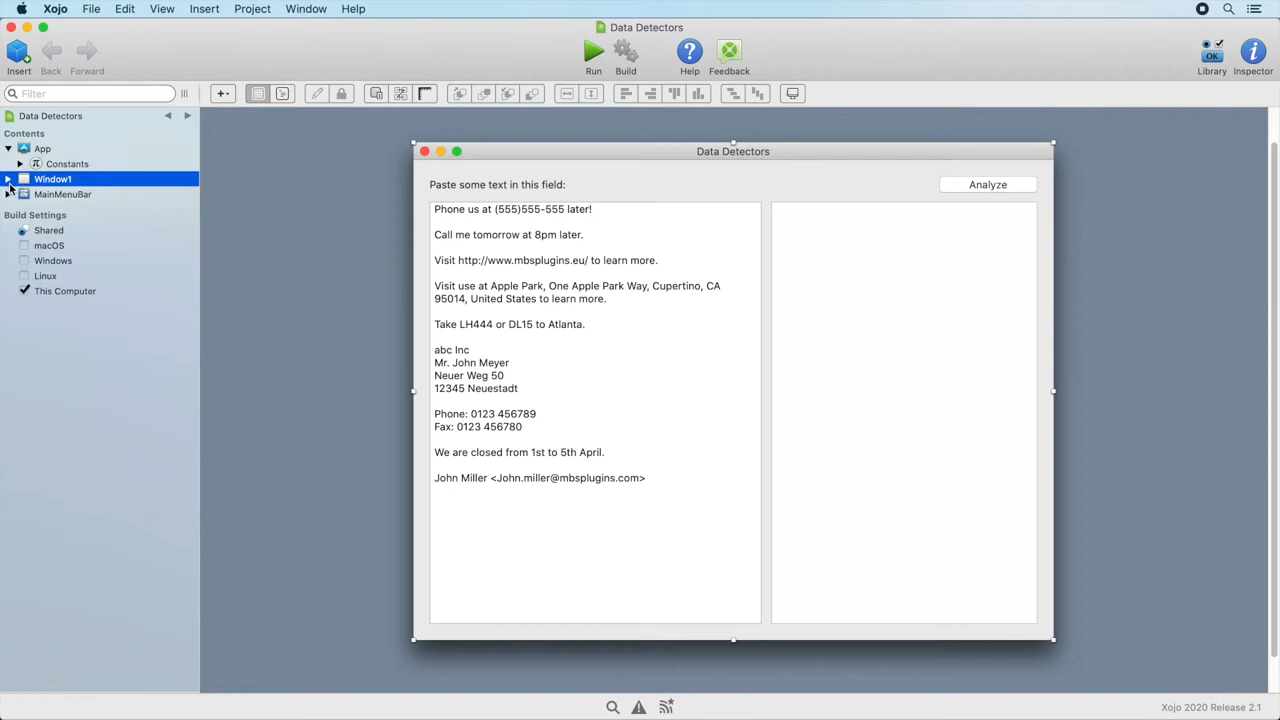 Xojo File Edit View Insert Project Window Help
Data Detectors
Insert Back Forward Run Build Help Feedback Library Inspector
OK
Filter
Data Detectors
Contents
App
Constants
Window1
MainMenuBar
Build Settings
Shared
macOS
Windows
Linux
This Computer
Data Detectors
Paste some text in this field:
Analyze
Phone us at (555)555-555 later!
Call me tomorrow at 8pm later.
Visit http://www.mbsplugins.eu/ to learn more.
Visit use at Apple Park, One Apple Park Way, Cupertino, CA
95014, United States to learn more.
Take LH444 or DL15 to Atlanta.
abc Inc
Mr. John Meyer
Neuer Weg 50
12345 Neuestadt
Phone: 0123 456789
Fax: 0123 456780
We are closed from 1st to 5th April.
John Miller <John.miller@mbsplugins.com>
Xojo 2020 Release 2.1